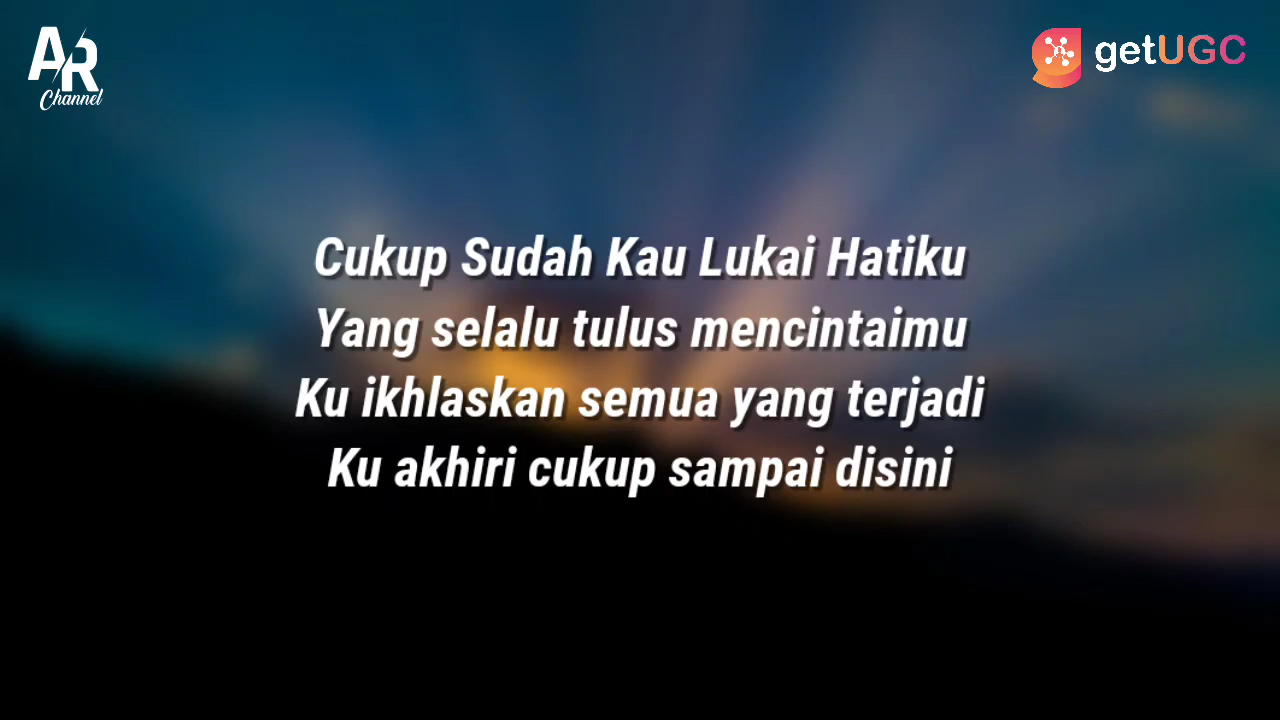 AR
Channel
getUGC
Cukup Sudah Kau Lukai Hatiku
Yang selalu tulus mencintaimu
Ku ikhlaskan semua yang terjadi
Ku akhiri cukup sampai disini